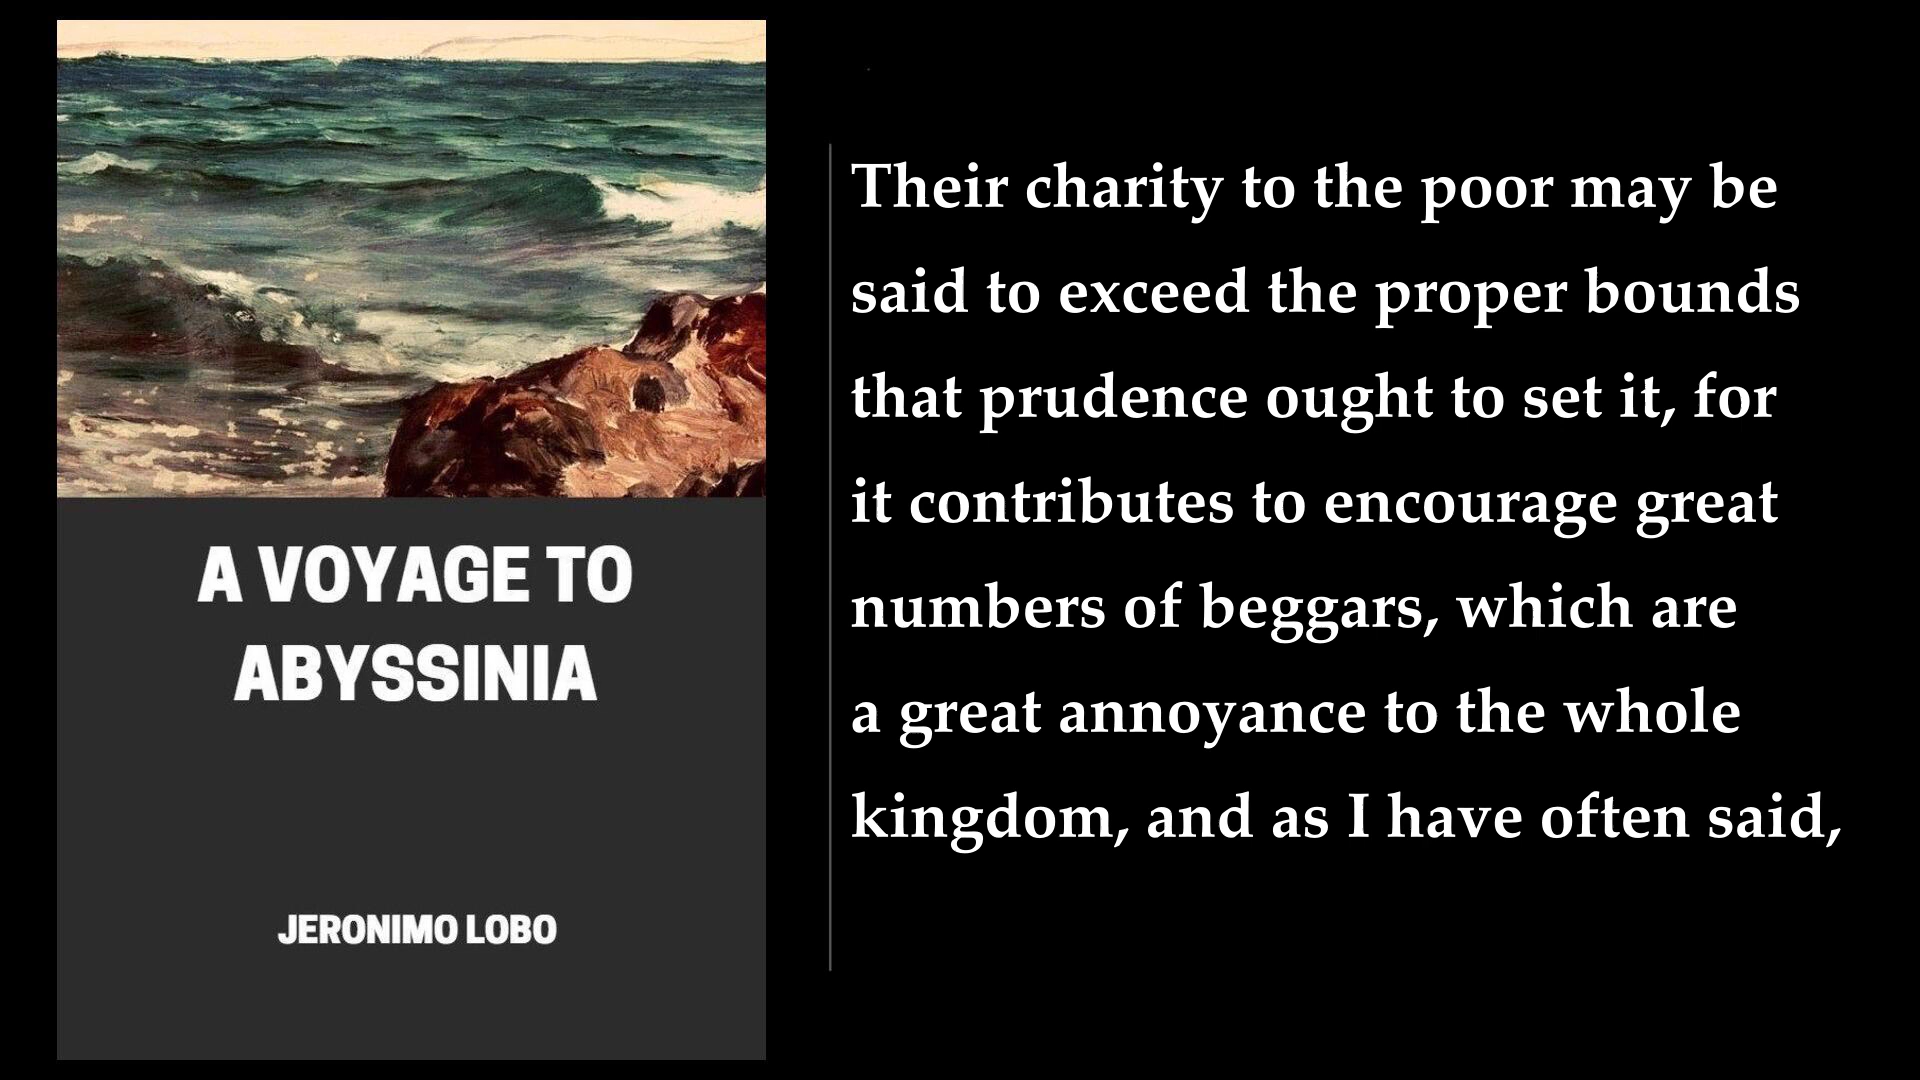 A VOYAGE TO
ABYSSINIA
JERONIMO LOBO
Their charity to the poor may be
said to exceed the proper bounds
that prudence ought to set it, for
it contributes to encourage great
numbers of beggars, which are
a great annoyance to the whole
kingdom, and as I have often said,